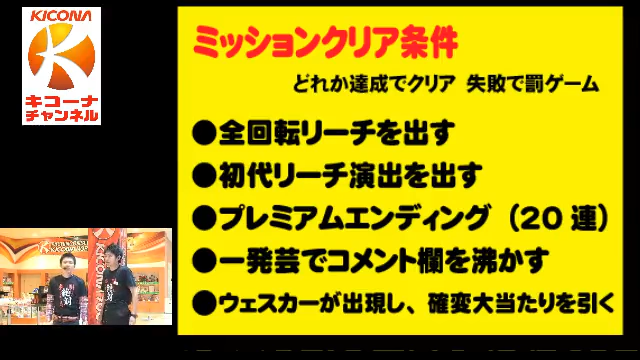 KICONA
キコーナ
チャンネル
ミッションクリア条件
どれか達成でクリア 失敗で罰ゲーム
●全回転リーチを出す
●初代リーチ演出を出す
●プレミアムエンディング（20連）
●一発芸でコメント欄を沸かす
●ウェスカーが出現し、確変大当たりを引く
KICONA